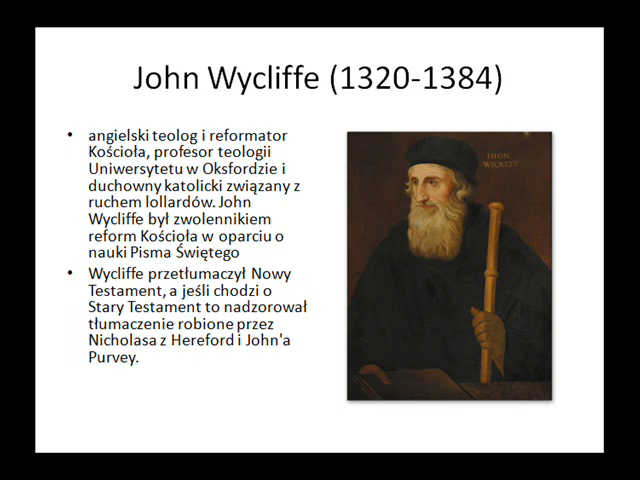 John Wycliffe (1320-1384)
• angielski teolog i reformator
Kościoła, profesor teologii
Uniwersytetu w Oksfordzie i
duchowny katolicki związany z
ruchem lollardów. John
Wycliffe był zwolennikiem
reform Kościoła w oparciu o
nauki Pisma Świętego
• Wycliffe przetłumaczył Nowy
Testament, a jeśli chodzi o
Stary Testament to nadzorował
tłumaczenie robione przez
Nicholasa z Hereford i John'a
Purvey.
IHON
WICKLYF